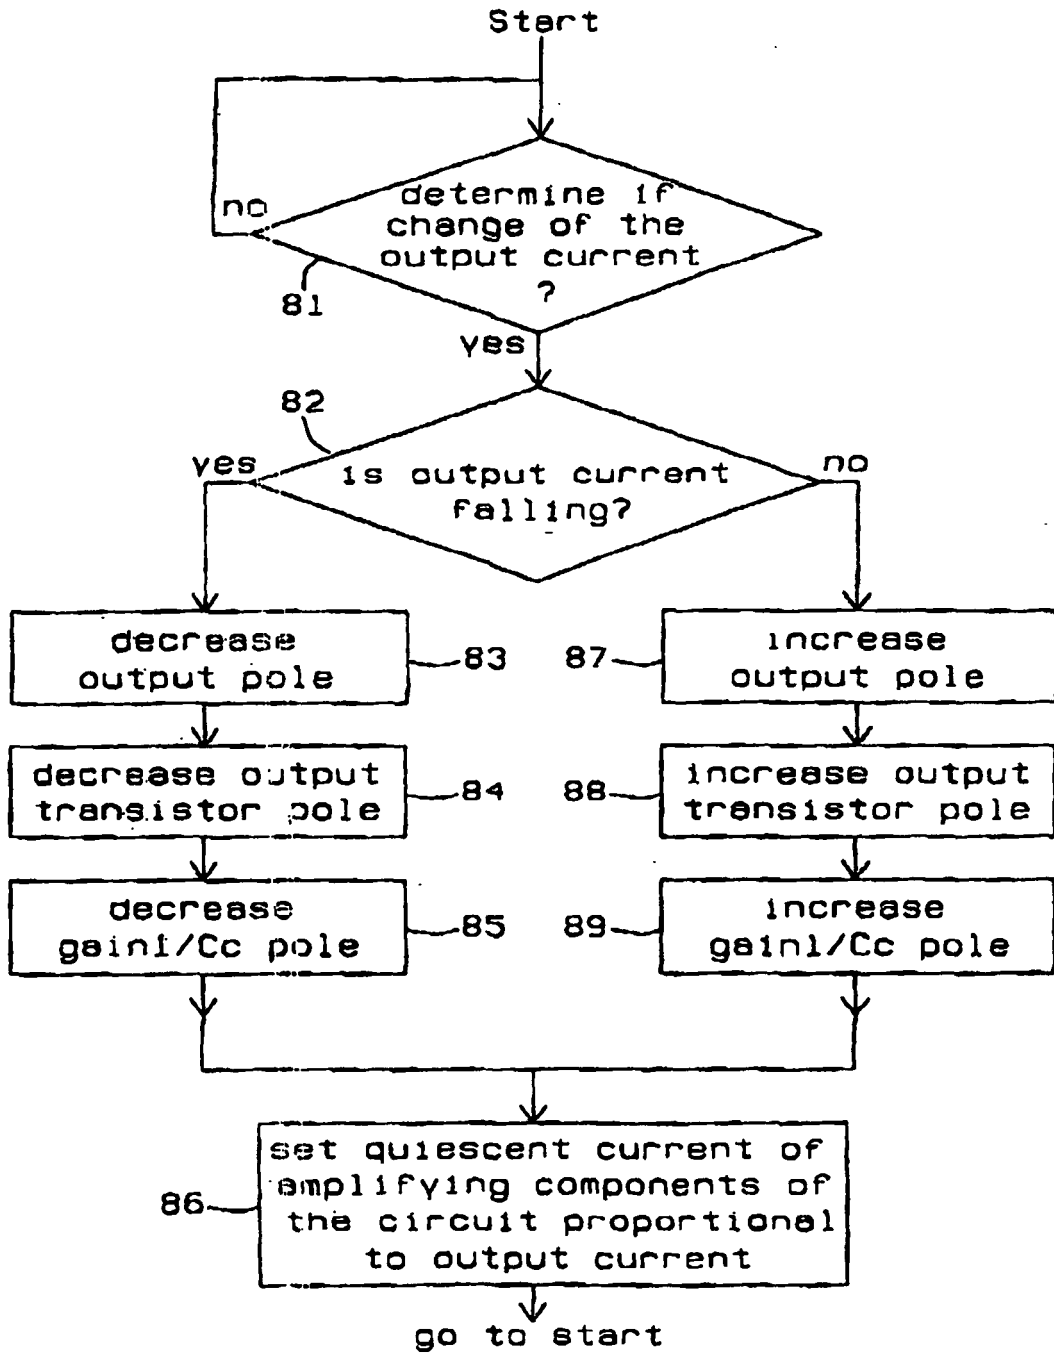 Start
determine if
change of the
output current
?
no
81
yes
82
yes
is output current
falling?
no
decrease
output pole
83
87
increase
output pole
decrease output
transistor pole
84
88
increase output
transistor pole
decrease
gain1/Cc pole
85
89
increase
gain1/Cc pole
set quiescent current of
amplifying components of
the circuit proportional
to output current
86
go to start